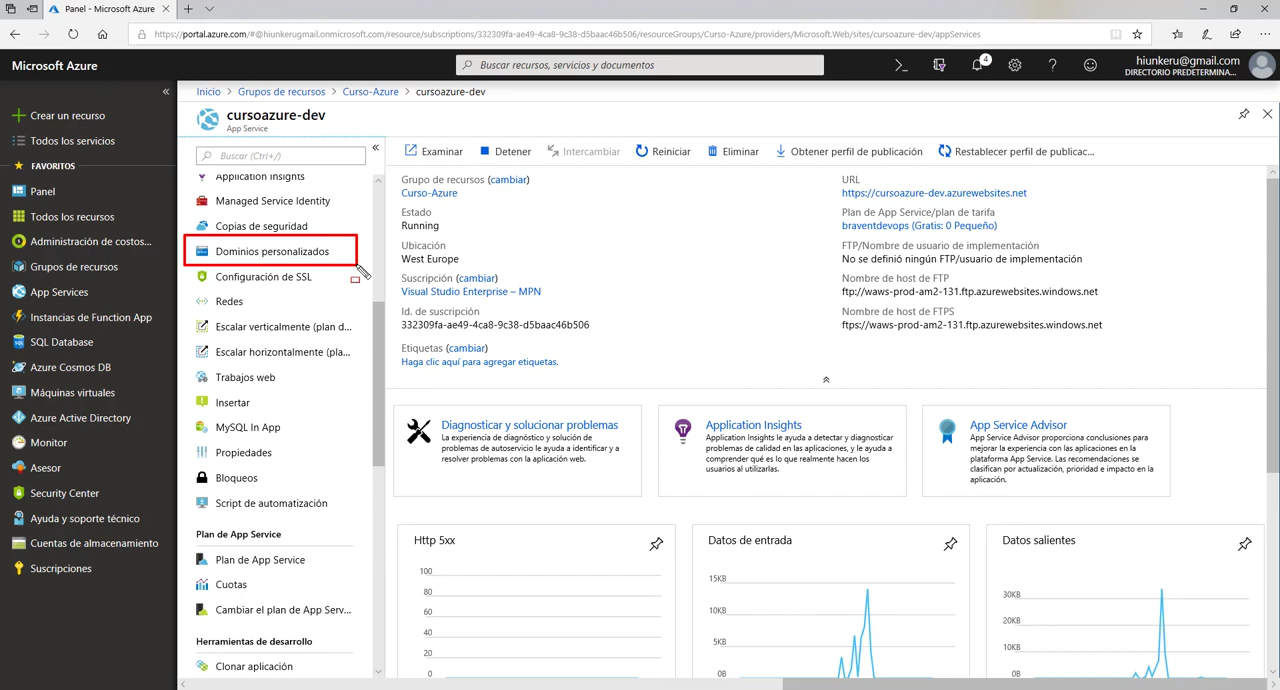 Panel - Microsoft Azure
https://portal.azure.com/#@hiunkerugmail.onmicrosoft.com/resource/subscriptions/332309fa-ae49-4ca8-9c38-d5baac46b506/resourceGroups/Curso-Azure/providers/Microsoft.Web/sites/cursoazure-dev/appServices
Microsoft Azure
Buscar recursos, servicios y documentos
>_
4
hiunkeru@gmail.com
DIRECTORIO PREDETERMINA...
Crear un recurso
Todos los servicios
FAVORITOS
Panel
Todos los recursos
Administración de costos...
Grupos de recursos
App Services
Instancias de Function App
SQL Database
Azure Cosmos DB
Máquinas virtuales
Azure Active Directory
Monitor
Asesor
Security Center
Ayuda y soporte técnico
Cuentas de almacenamiento
Suscripciones
Inicio > Grupos de recursos > Curso-Azure > cursoazure-dev
cursoazure-dev
App Service
Buscar (Ctrl+/)
Application Insights
Managed Service Identity
Copias de seguridad
Dominios personalizados
Configuración de SSL
Redes
Escalar verticalmente (plan d...
Escalar horizontalmente (pla...
Trabajos web
Insertar
MySQL In App
Propiedades
Bloqueos
Script de automatización
Plan de App Service
Plan de App Service
Cuotas
Cambiar el plan de App Serv...
Herramientas de desarrollo
Clonar aplicación
Examinar Detener Intercambiar Reiniciar Eliminar Obtener perfil de publicación Restablecer perfil de publicac...
Grupo de recursos (cambiar)
Curso-Azure
Estado
Running
Ubicación
West Europe
Suscripción (cambiar)
Visual Studio Enterprise – MPN
Id. de suscripción
332309fa-ae49-4ca8-9c38-d5baac46b506
Etiquetas (cambiar)
Haga clic aquí para agregar etiquetas.
URL
https://cursoazure-dev.azurewebsites.net
Plan de App Service/plan de tarifa
braventdevops (Gratis: 0 Pequeño)
FTP/Nombre de usuario de implementación
No se definió ningún FTP/usuario de implementación
Nombre de host de FTP
ftp://waws-prod-am2-131.ftp.azurewebsites.windows.net
Nombre de host de FTPS
ftps://waws-prod-am2-131.ftp.azurewebsites.windows.net
Diagnosticar y solucionar problemas
La experiencia de diagnóstico y solución de
problemas de autoservicio le ayuda a identificar y a
resolver problemas con la aplicación web.
Application Insights
Application Insights le ayuda a detectar y diagnosticar
problemas de calidad en las aplicaciones, y le ayuda a
comprender qué es lo que realmente hacen los
usuarios al utilizarlas.
App Service Advisor
App Service Advisor proporciona conclusiones para
mejorar la experiencia con las aplicaciones en la
plataforma App Service. Las recomendaciones se
clasifican por actualización, prioridad e impacto en la
aplicación.
Http 5xx
100
80
60
40
20
0
Datos de entrada
15KB
10KB
5KB
0B
Datos salientes
30KB
20KB
10KB
0B